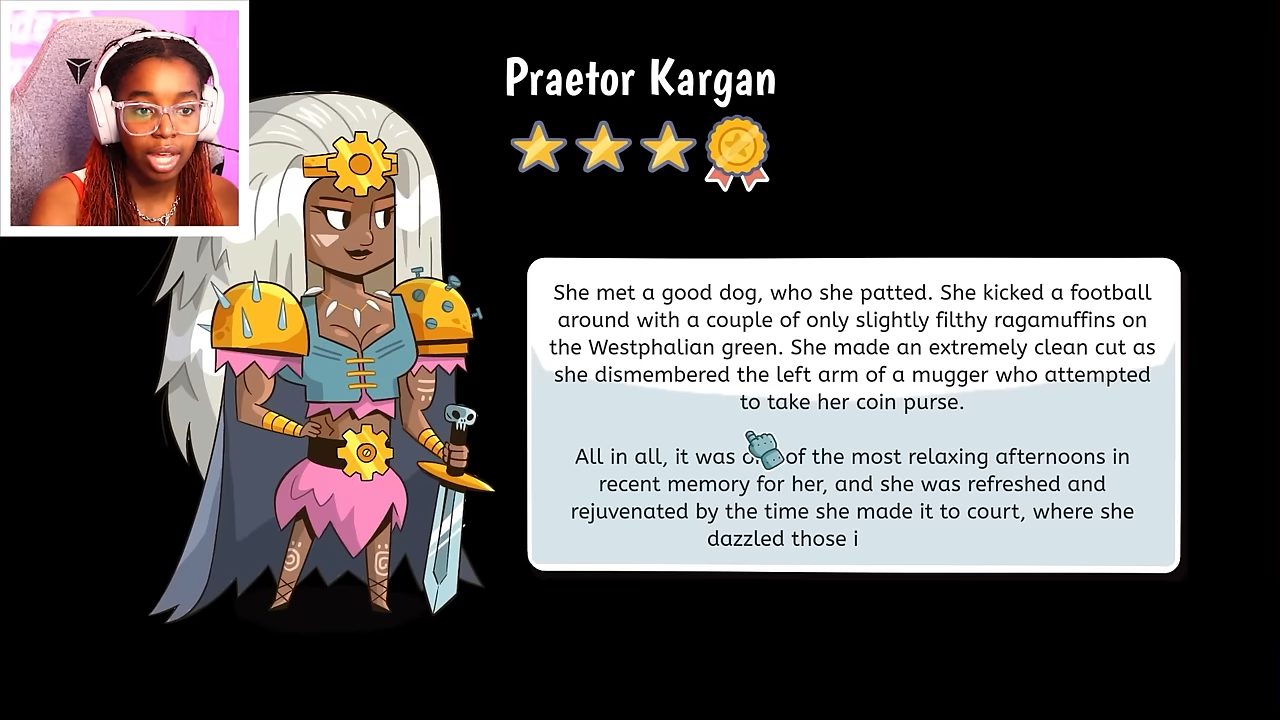 Praetor Kargan
She met a good dog, who she patted. She kicked a football
around with a couple of only slightly filthy ragamuffins on
the Westphalian green. She made an extremely clean cut as
she dismembered the left arm of a mugger who attempted
to take her coin purse.
All in all, it was of the most relaxing afternoons in
recent memory for her, and she was refreshed and
rejuvenated by the time she made it to court, where she
dazzled those i